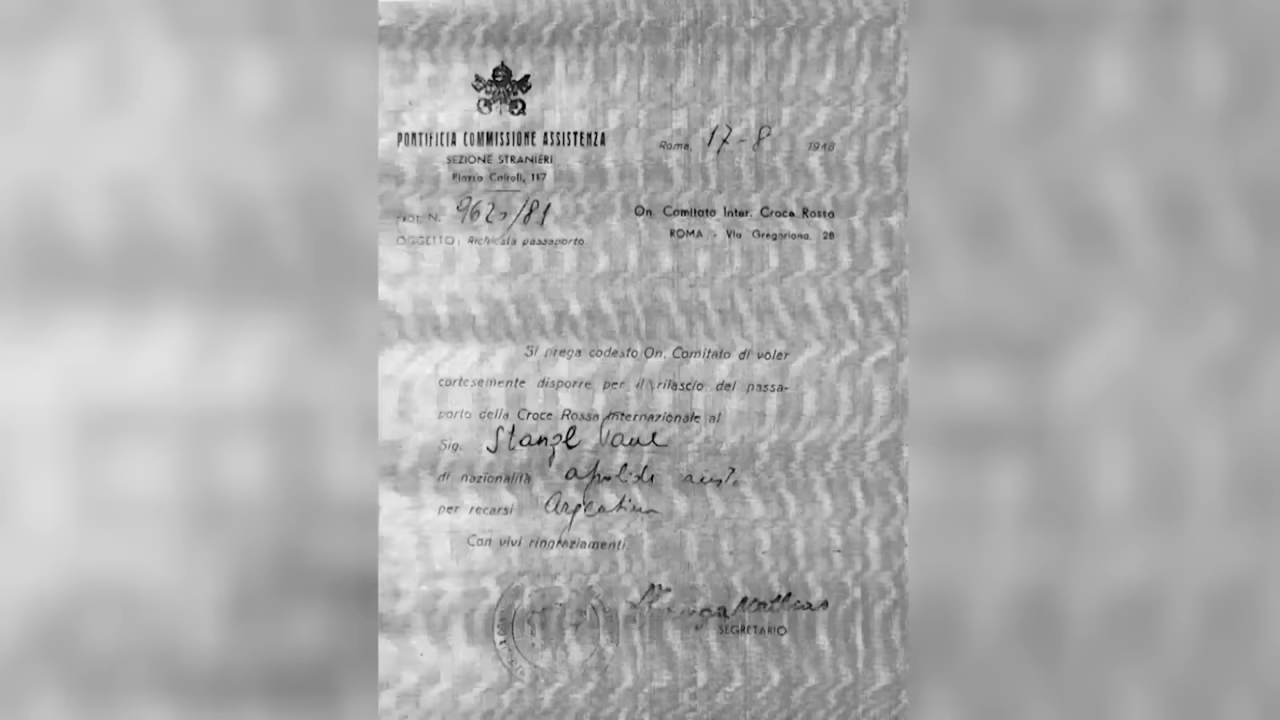 PONTIFICIA COMMISSIONE ASSISTENZA
SEZIONE STRANIERI
Piazza Cairoli, 117
Roma, 17-8 1948
PROT. N. 9620/81
OGGETTO: Richiesta passaporto.
On. Comitato Inter. Croce Rossa
ROMA - Via Gregoriana, 28
Si prega codesto On. Comitato di voler
cortesemente disporre per il rilascio del passa-
porto della Croce Rossa Internazionale al
Sig. Stangl Paul
di nazionalità apolide
per recarsi Argentina
Con vivi ringraziamenti.
SEGRETARIO